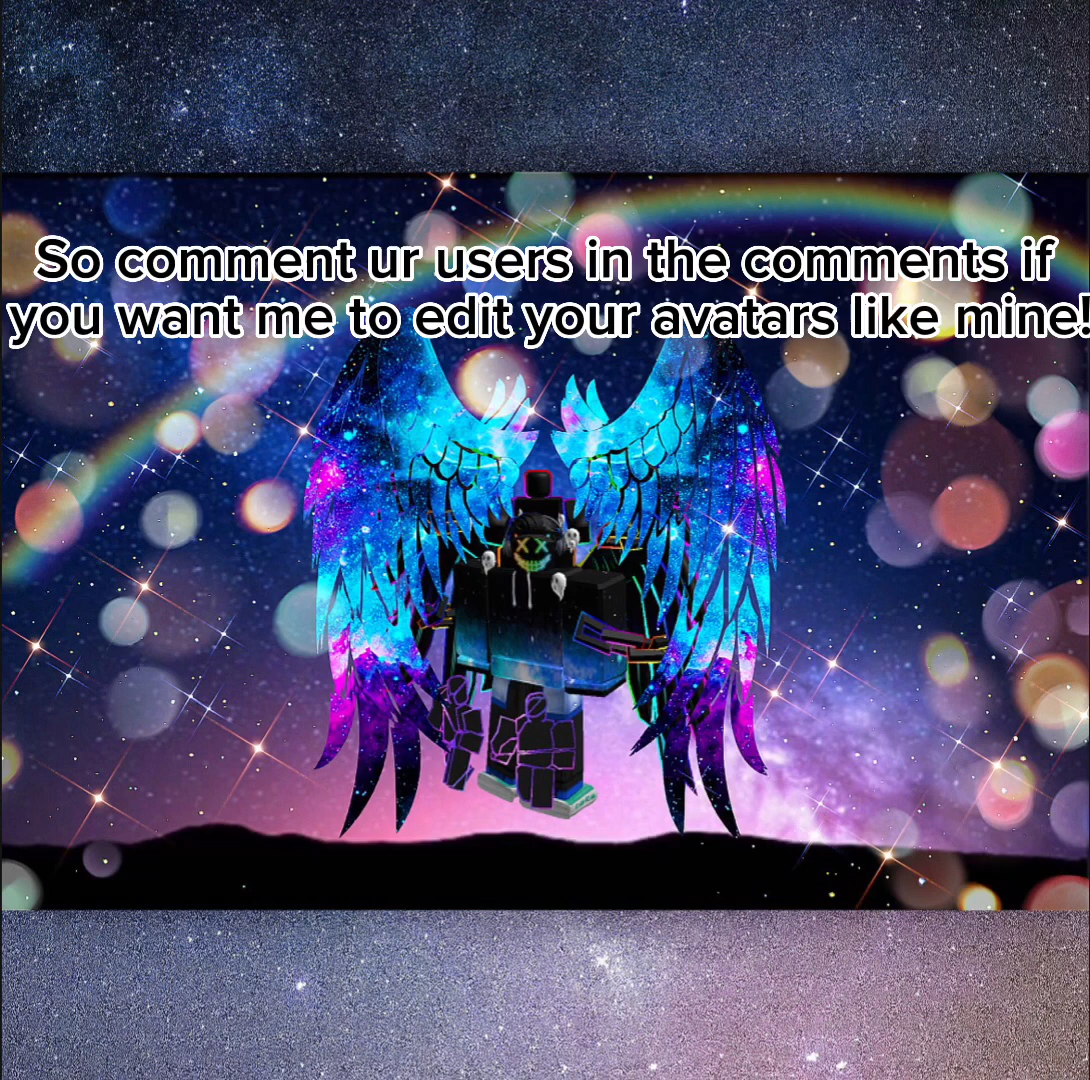 So comment ur users in the comments if
you want me to edit your avatars like mine!